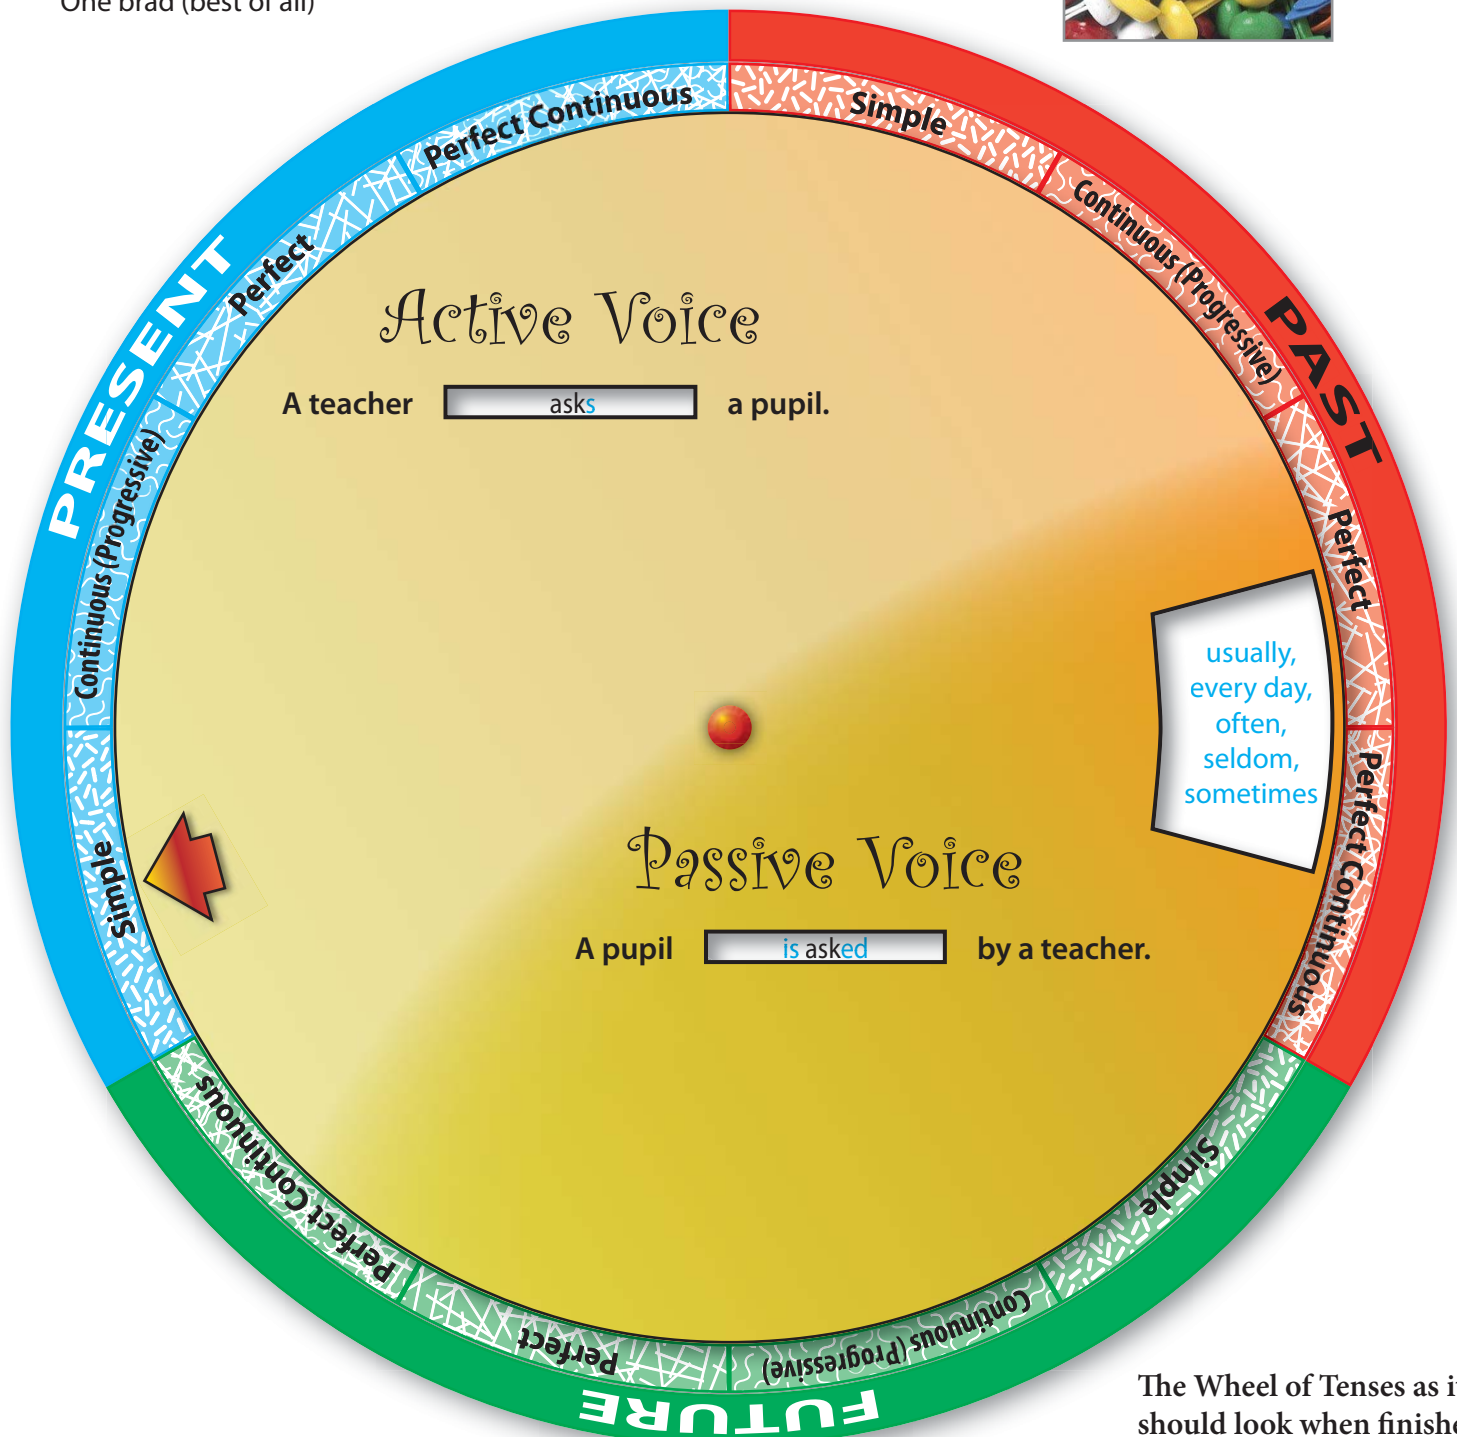 One brad (best of all)
PRESENT
Perfect Continuous
Perfect
Continuous (Progressive)
Simple
PAST
Simple
Continuous (Progressive)
Perfect
Perfect Continuous
FUTURE
Simple
Continuous (Progressive)
Perfect
Perfect Continuous
Active Voice
A teacher asks a pupil.
usually,
every day,
often,
seldom,
sometimes
Passive Voice
A pupil is asked by a teacher.
The Wheel of Tenses as i
should look when finishe